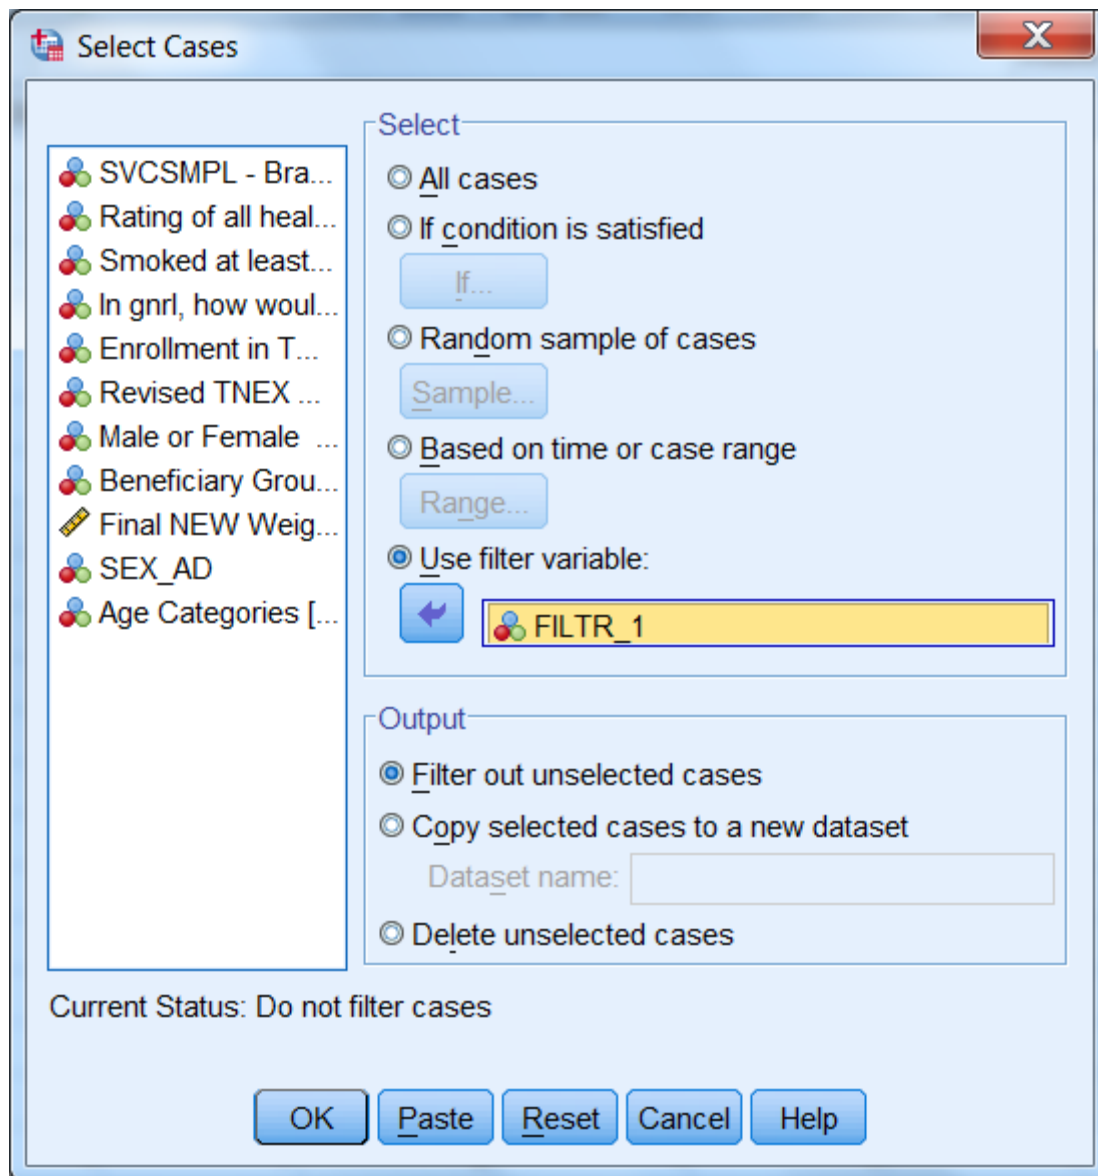 Select Cases
X
SVCSMPL - Bra...
Rating of all heal...
Smoked at least...
In gnrl, how woul...
Enrollment in T...
Revised TNEX ...
Male or Female ...
Beneficiary Grou...
Final NEW Weig...
SEX_AD
Age Categories [...
Select
All cases
If condition is satisfied
If...
Random sample of cases
Sample...
Based on time or case range
Range...
Use filter variable:
FILTR_1
Output
Filter out unselected cases
Copy selected cases to a new dataset
Dataset name:
Delete unselected cases
Current Status: Do not filter cases
OK Paste Reset Cancel Help